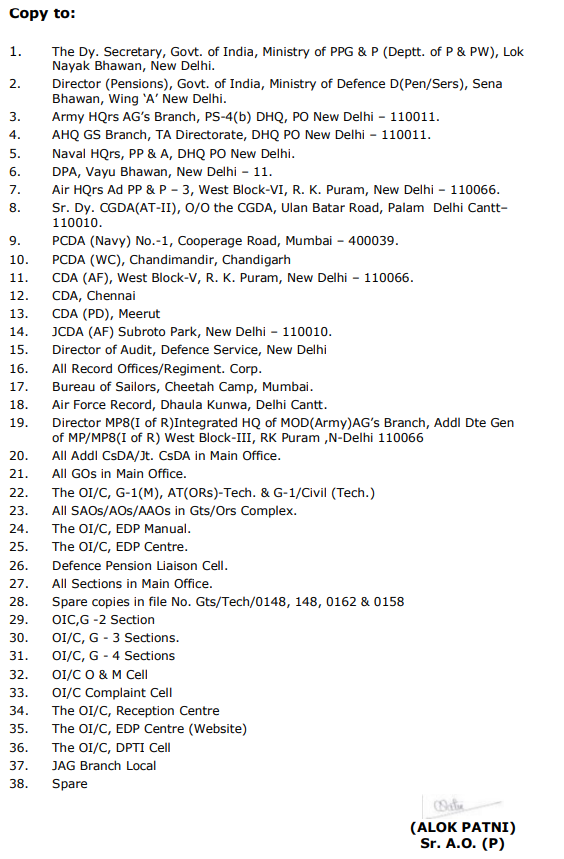 Copy to:
1. The Dy. Secretary, Govt. of India, Ministry of PPG & P (Deptt. of P & PW), Lok
Nayak Bhawan, New Delhi.
2. Director (Pensions), Govt. of India, Ministry of Defence D(Pen/Sers), Sena
Bhawan, Wing ‘A’ New Delhi.
3. Army HQrs AG’s Branch, PS-4(b) DHQ, PO New Delhi – 110011.
4. AHQ GS Branch, TA Directorate, DHQ PO New Delhi – 110011.
5. Naval HQrs, PP & A, DHQ PO New Delhi.
6. DPA, Vayu Bhawan, New Delhi – 11.
7. Air HQrs Ad PP & P – 3, West Block-VI, R. K. Puram, New Delhi – 110066.
8. Sr. Dy. CGDA(AT-II), O/O the CGDA, Ulan Batar Road, Palam Delhi Cantt–
110010.
9. PCDA (Navy) No.-1, Cooperage Road, Mumbai – 400039.
10. PCDA (WC), Chandimandir, Chandigarh
11. CDA (AF), West Block-V, R. K. Puram, New Delhi – 110066.
12. CDA, Chennai
13. CDA (PD), Meerut
14. JCDA (AF) Subroto Park, New Delhi – 110010.
15. Director of Audit, Defence Service, New Delhi
16. All Record Offices/Regiment. Corp.
17. Bureau of Sailors, Cheetah Camp, Mumbai.
18. Air Force Record, Dhaula Kunwa, Delhi Cantt.
19. Director MP8(I of R)Integrated HQ of MOD(Army)AG’s Branch, Addl Dte Gen
of MP/MP8(I of R) West Block-III, RK Puram ,N-Delhi 110066
20. All Addl CsDA/Jt. CsDA in Main Office.
21. All GOs in Main Office.
22. The OI/C, G-1(M), AT(ORs)-Tech. & G-1/Civil (Tech.)
23. All SAOs/AOs/AAOs in Gts/Ors Complex.
24. The OI/C, EDP Manual.
25. The OI/C, EDP Centre.
26. Defence Pension Liaison Cell.
27. All Sections in Main Office.
28. Spare copies in file No. Gts/Tech/0148, 148, 0162 & 0158
29. OIC,G -2 Section
30. OI/C, G - 3 Sections.
31. OI/C, G - 4 Sections
32. OI/C O & M Cell
33. OI/C Complaint Cell
34. The OI/C, Reception Centre
35. The OI/C, EDP Centre (Website)
36. The OI/C, DPTI Cell
37. JAG Branch Local
38. Spare
(ALOK PATNI)
Sr. A.O. (P)